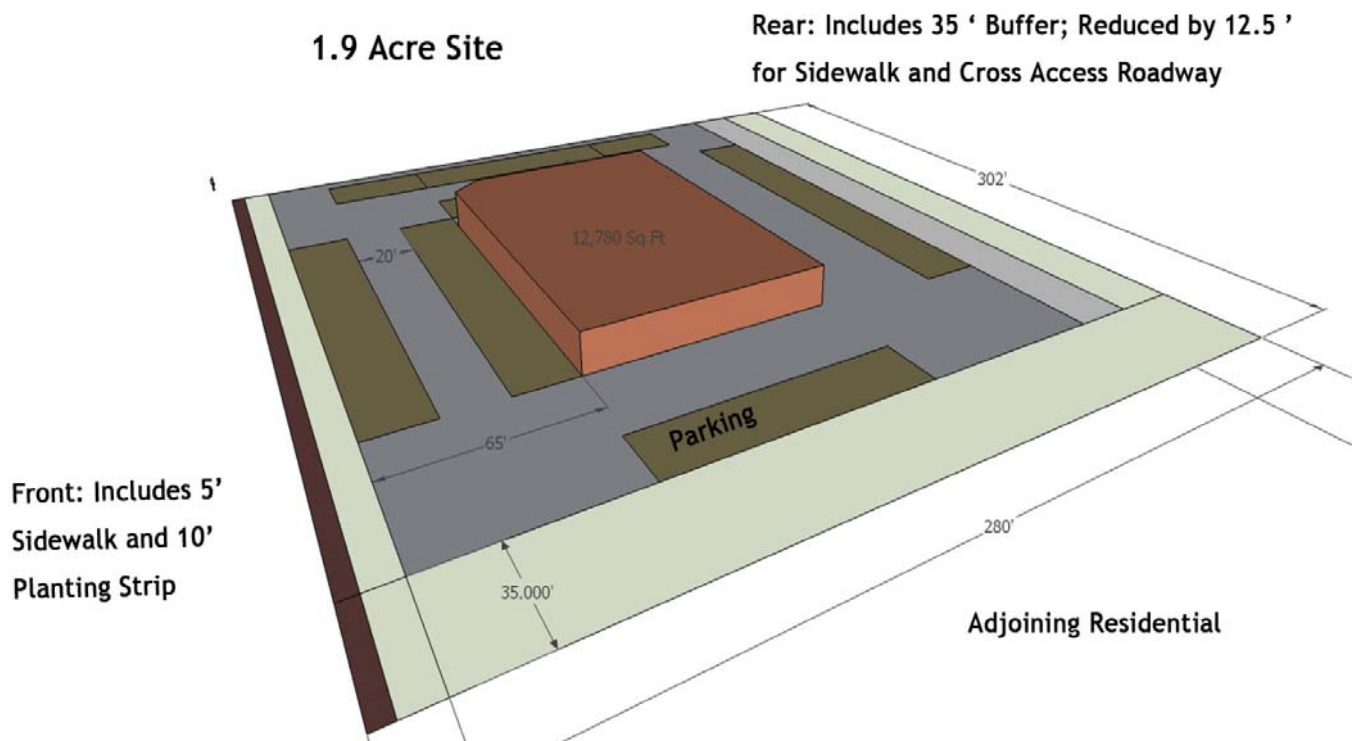 1.9 Acre Site
Rear: Includes 35 ‘ Buffer; Reduced by 12.5 ’
for Sidewalk and Cross Access Roadway
302'
12,780 Sq Ft
20'
65'
Parking
Front: Includes 5’
Sidewalk and 10’
Planting Strip
35.000'
280'
Adjoining Residential